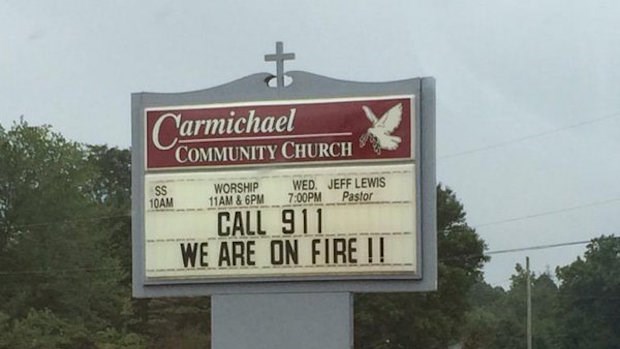 Carmichael
COMMUNITY CHURCH
SS WORSHIP WED. JEFF LEWIS
10AM 11AM & 6PM 7:00PM Pastor
CALL 911
WE ARE ON FIRE !!